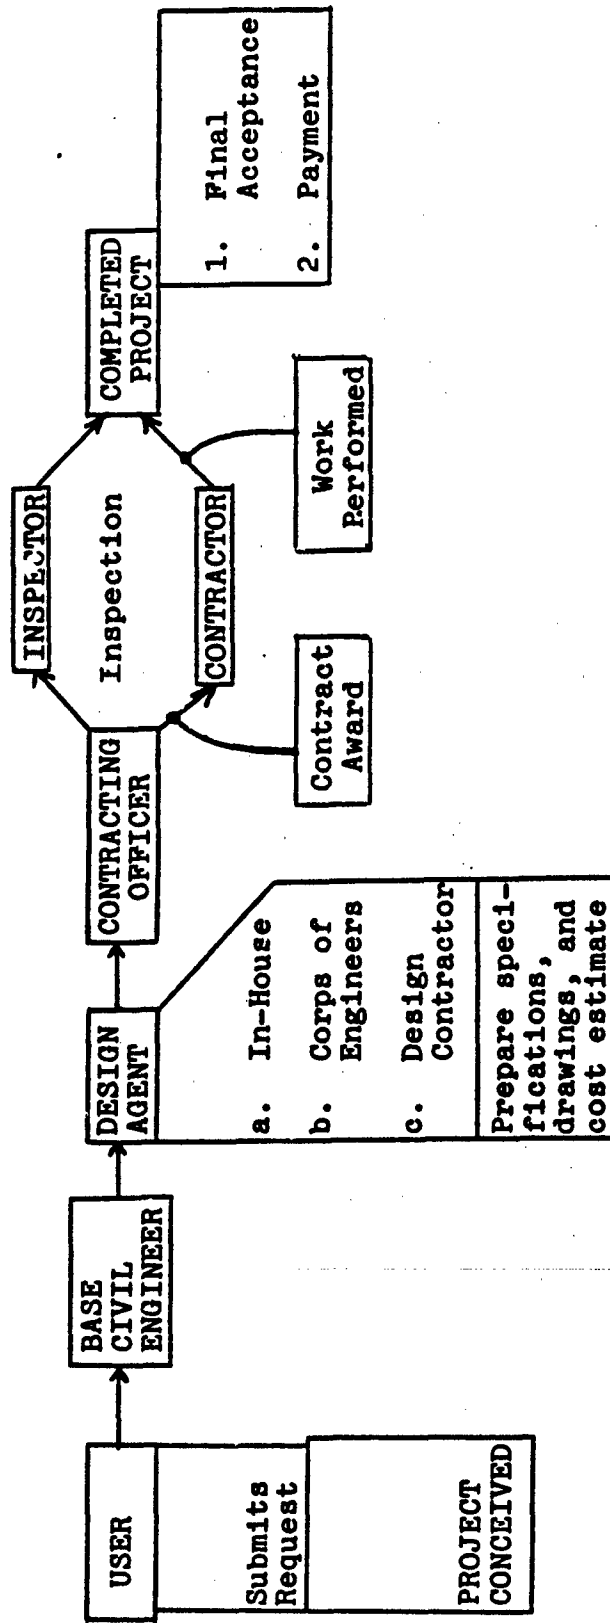 USER
Submits
Request
PROJECT
CONCEIVED
BASE
CIVIL
ENGINEER
DESIGN
AGENT
a. In-House
b. Corps of
Engineers
c. Design
Contractor
Prepare speci-
fications,
drawings, and
cost estimate
CONTRACTING
OFFICER
Contract
Award
INSPECTOR
Inspection
CONTRACTOR
Work
Performed
COMPLETED
PROJECT
1. Final
Acceptance
2. Payment